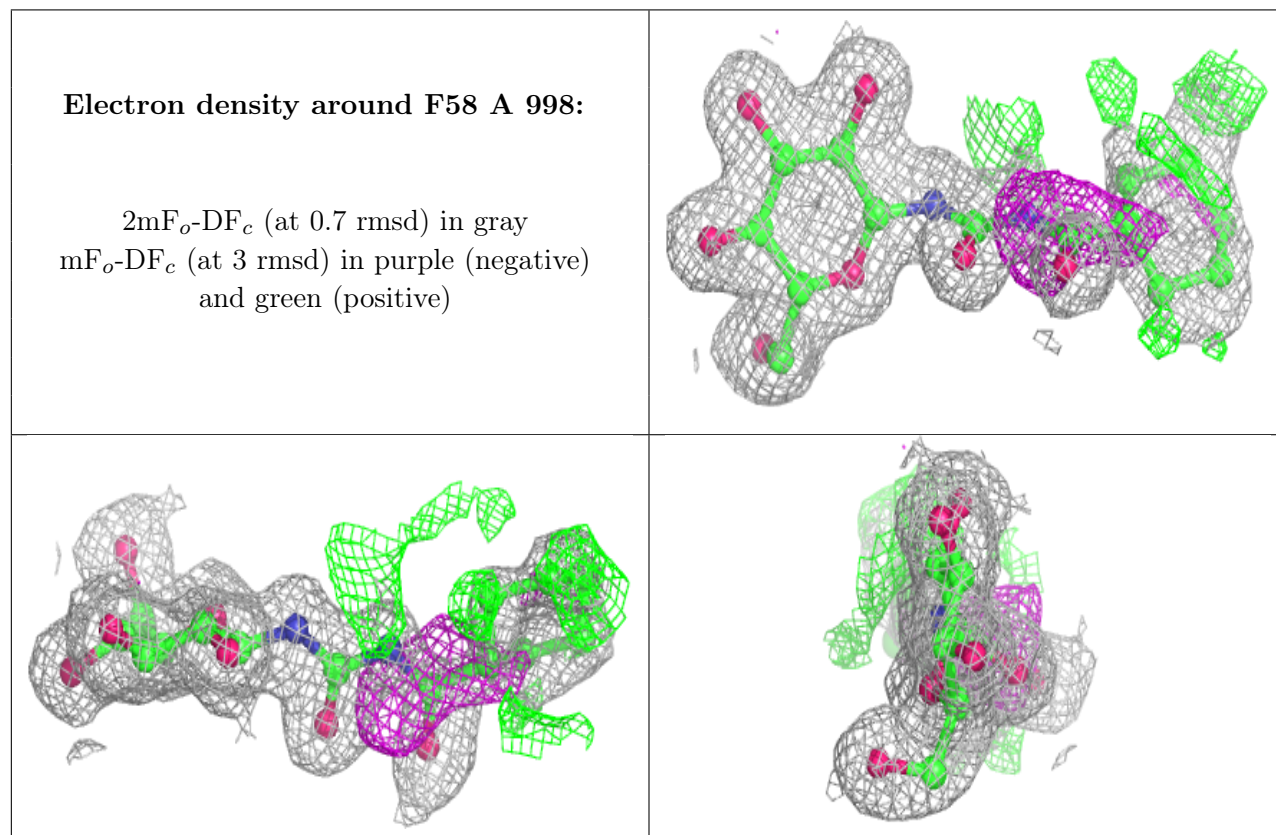 Electron density around F58 A 998:
2mFₒ-DF𝑐 (at 0.7 rmsd) in gray
mFₒ-DF𝑐 (at 3 rmsd) in purple (negative)
and green (positive)